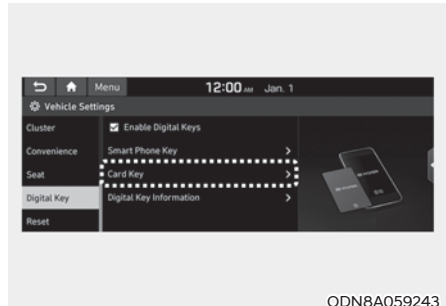 Menu 12:00 AM Jan. 1
Vehicle Settings
Cluster
Enable Digital Keys
Convenience
Smart Phone Key >
Seat
Card Key >
Digital Key
Digital Key Information >
Reset
ODN8A059243